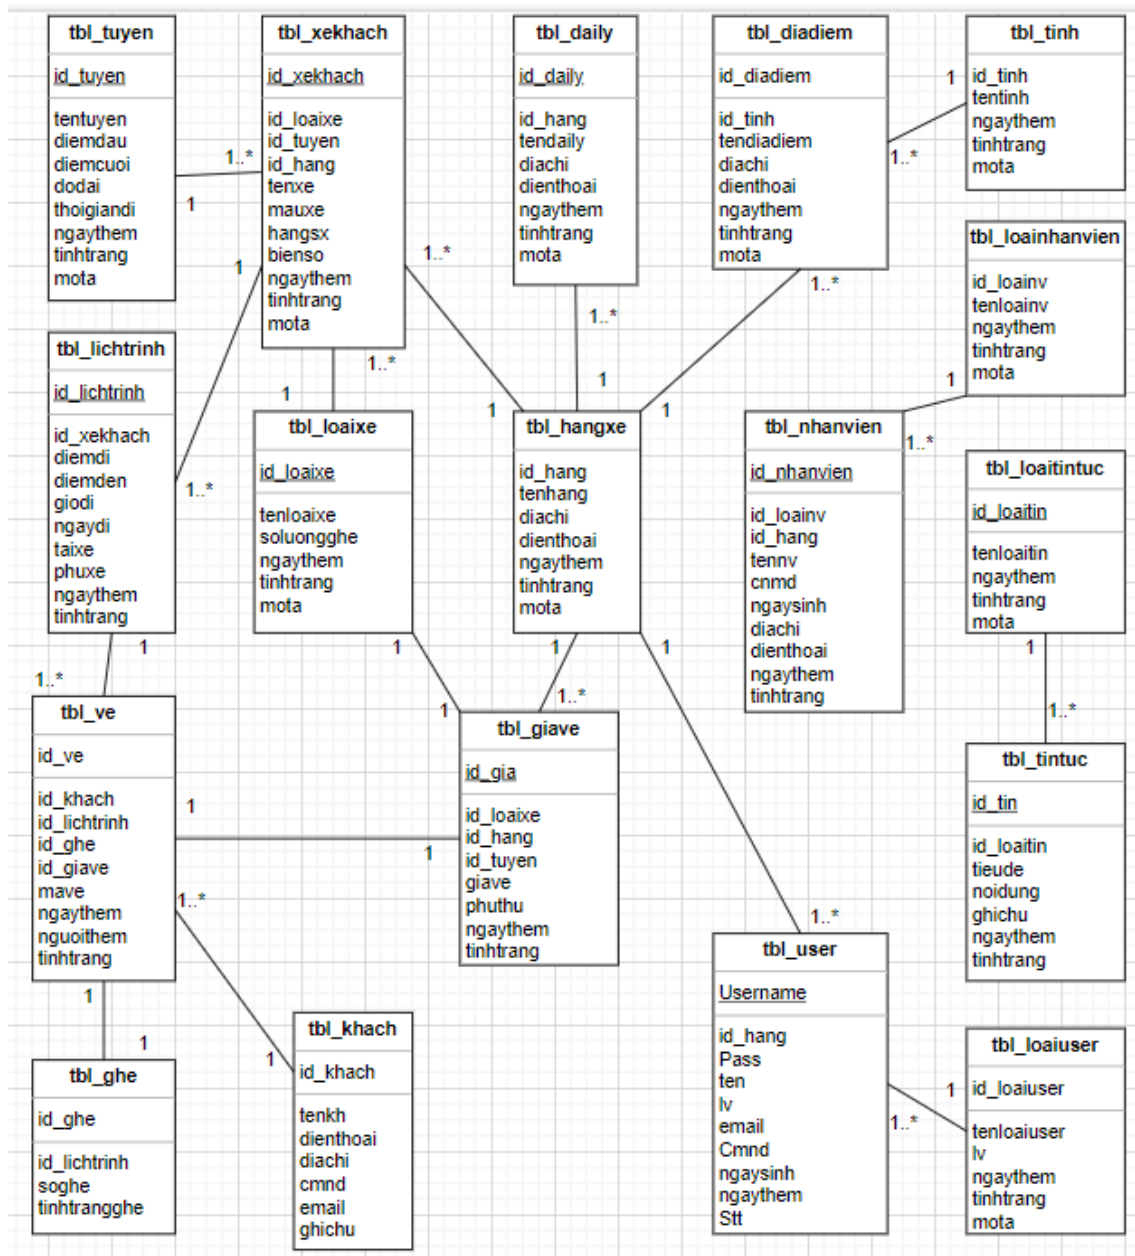 tbl_tuyen
id_tuyen
tentuyen
diemdau
diemcuoi
dodai
thoigiandi
ngaythem
tinhtrang
mota
1..*
1
tbl_xekhach
id_xekhach
id_loaixe
id_tuyen
id_hang
tenxe
mauxe
hangsx
bienso
ngaythem
tinhtrang
mota
1
1..*
1..*
tbl_daily
id_daily
id_hang
tendaily
diachi
dienthoai
ngaythem
tinhtrang
mota
1..*
1
tbl_diadiem
id_diadiem
id_tinh
tendiadiem
diachi
dienthoai
ngaythem
tinhtrang
mota
1..*
1..*
tbl_tinh
1
id_tinh
tentinh
ngaythem
tinhtrang
mota
tbl_loainhanvien
id_loainv
tenloainv
ngaythem
tinhtrang
mota
1
1..*
tbl_lichtrinh
id_lichtrinh
id_xekhach
diemdi
diemden
giodi
ngaydi
taixe
phuxe
ngaythem
tinhtrang
1..*
1
1..*
1
tbl_loaixe
id_loaixe
tenloaixe
soluongghe
ngaythem
tinhtrang
mota
1
1
1
1
tbl_hangxe
id_hang
tenhang
diachi
dienthoai
ngaythem
tinhtrang
mota
1
1..*
1
tbl_nhanvien
id_nhanvien
id_loainv
id_hang
tennv
cnmd
ngaysinh
diachi
dienthoai
ngaythem
tinhtrang
tbl_loaitintuc
id_loaitin
tenloaitin
ngaythem
tinhtrang
mota
1
1..*
tbl_ve
id_ve
id_khach
id_lichtrinh
id_ghe
id_giave
mave
ngaythem
nguoithem
tinhtrang
1
1
1..*
1
1
1
tbl_giave
id_gia
id_loaixe
id_hang
id_tuyen
giave
phuthu
ngaythem
tinhtrang
tbl_tintuc
id_tin
id_loaitin
tieude
noidung
ghichu
ngaythem
tinhtrang
1..*
tbl_user
Username
id_hang
Pass
ten
lv
email
Cmnd
ngaysinh
ngaythem
Stt
1
1..*
tbl_ghe
id_ghe
id_lichtrinh
soghe
tinhtrangghe
tbl_khach
id_khach
tenkh
dienthoai
diachi
cmnd
email
ghichu
tbl_loaiuser
id_loaiuser
tenloaiuser
lv
ngaythem
tinhtrang
mota